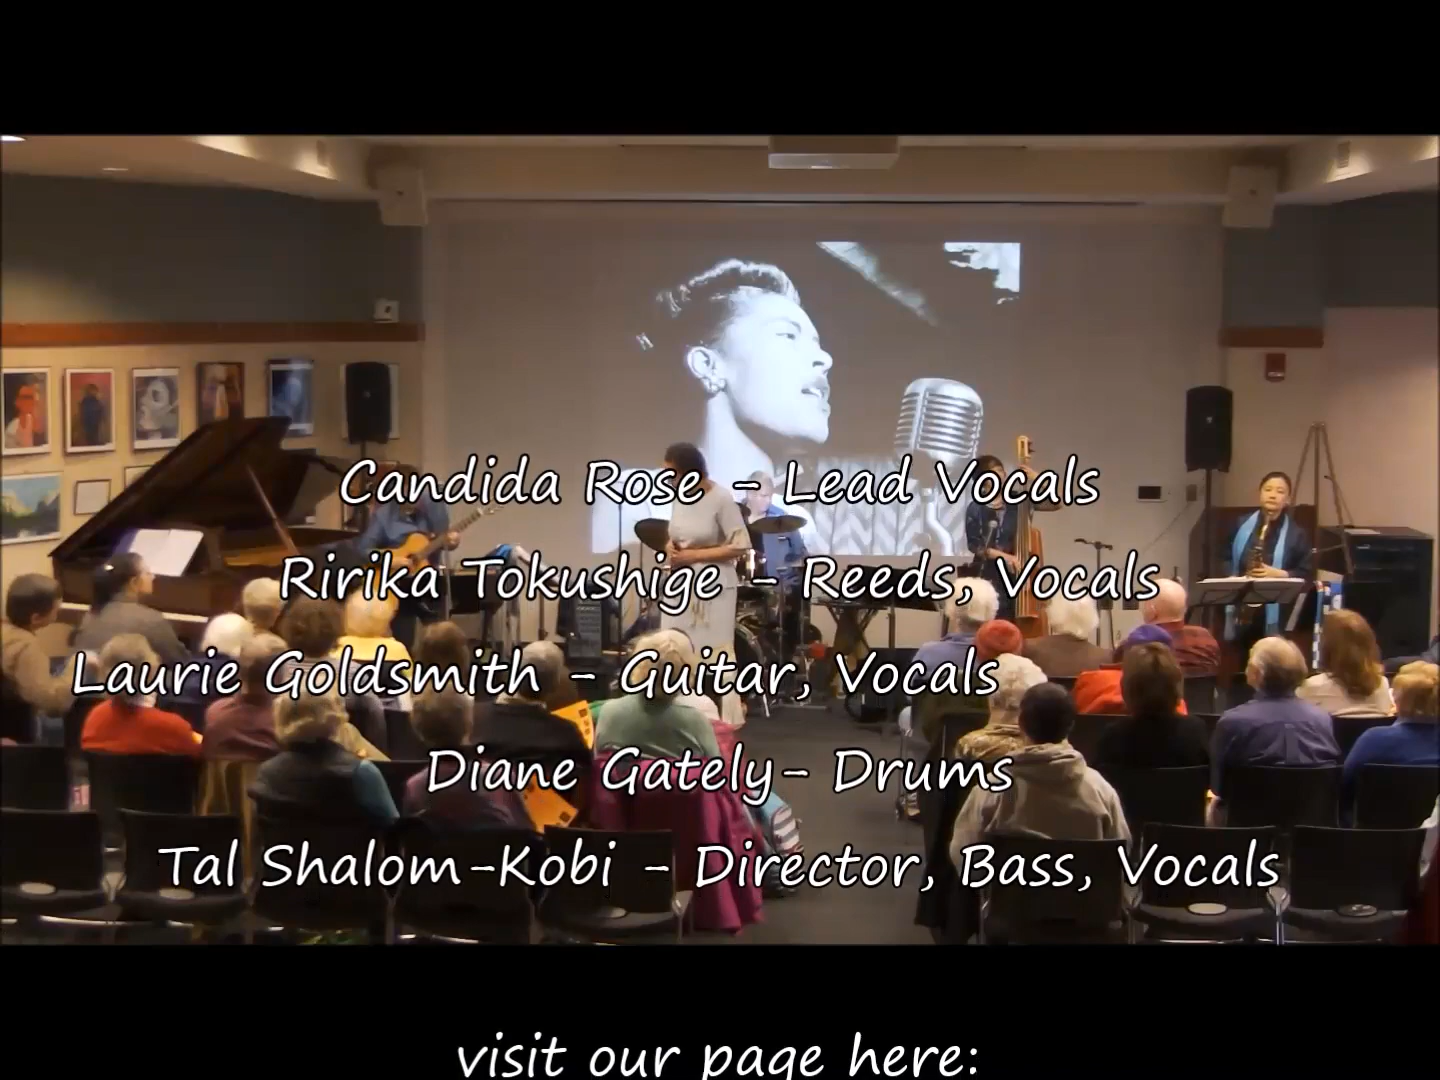 Candida Rose - Lead Vocals
Ririka Tokushige - Reeds, Vocals
Laurie Goldsmith - Guitar, Vocals
Diane Gately- Drums
Tal Shalom-Kobi - Director, Bass, Vocals
visit our page here: